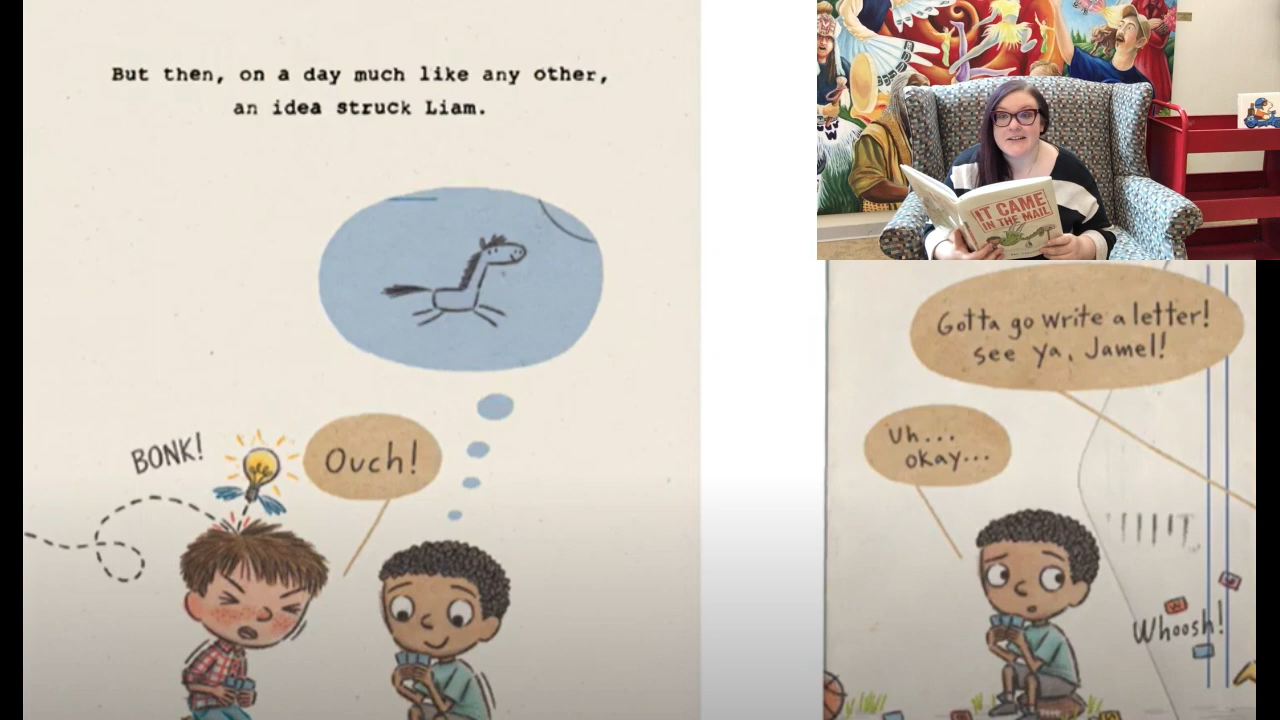 But then, on a day much like any other,
an idea struck Liam.
BONK!
Ouch!
IT CAME
IN THE MAIL
Gotta go write a letter!
see ya, Jamel!
Uh...
okay...
Whoosh!